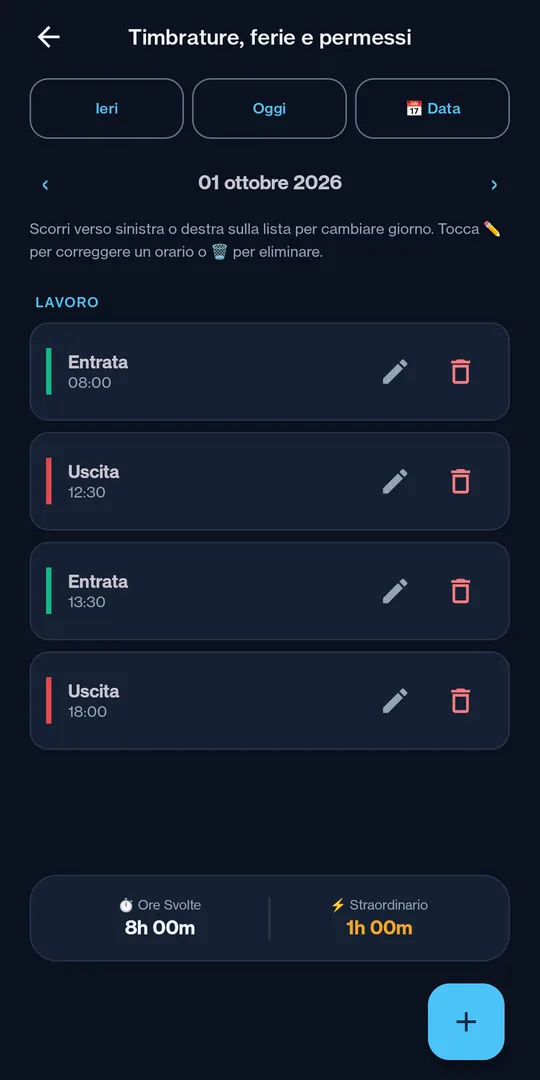 Timbrature, ferie e permessi
Ieri
Oggi
📅 Data
‹ 01 ottobre 2026 ›
Scorri verso sinistra o destra sulla lista per cambiare giorno. Tocca ✏️
per correggere un orario o 🗑️ per eliminare.
LAVORO
Entrata
08:00
Uscita
12:30
Entrata
13:30
Uscita
18:00
⏱️ Ore Svolte
8h 00m
⚡ Straordinario
1h 00m
+